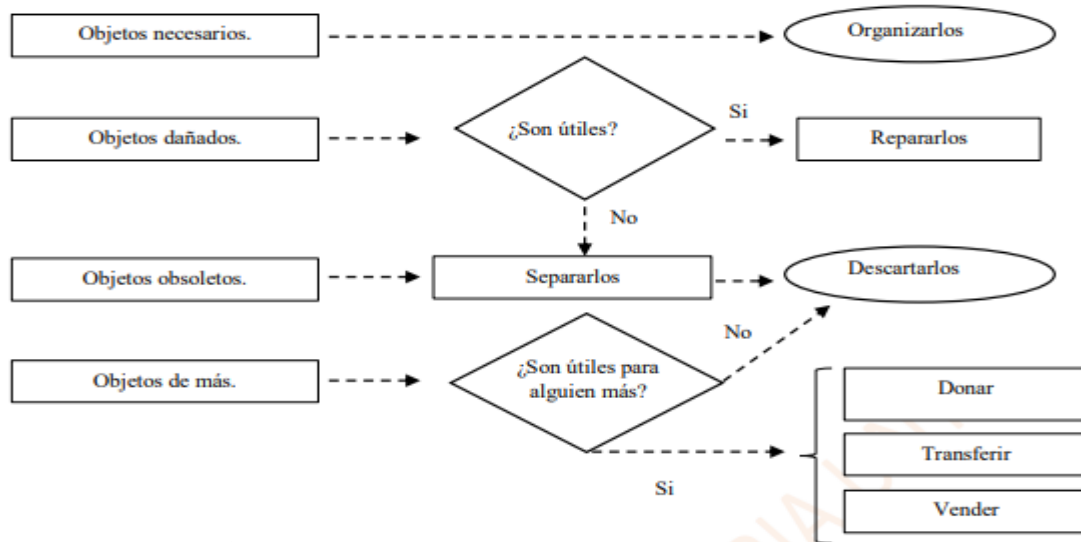 Objetos necesarios.
Organizarlos
Objetos dañados.
¿Son útiles?
Si
Repararlos
No
Objetos obsoletos.
Separarlos
Descartarlos
Objetos de más.
¿Son útiles para
alguien más?
No
Si
Donar
Transferir
Vender